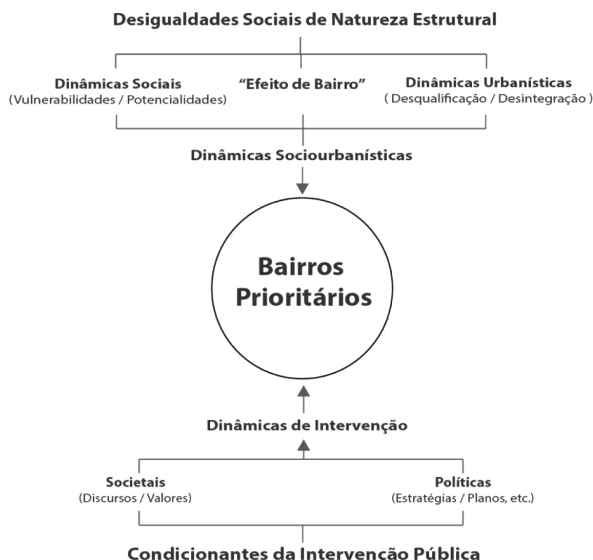 Desigualdades Sociais de Natureza Estrutural
Dinâmicas Sociais
(Vulnerabilidades / Potencialidades)
“Efeito de Bairro”
Dinâmicas Urbanísticas
( Desqualificação / Desintegração )
Dinâmicas Sociourbanísticas
Bairros
Prioritários
Dinâmicas de Intervenção
Societais
(Discursos / Valores)
Políticas
(Estratégias / Planos, etc.)
Condicionantes da Intervenção Pública